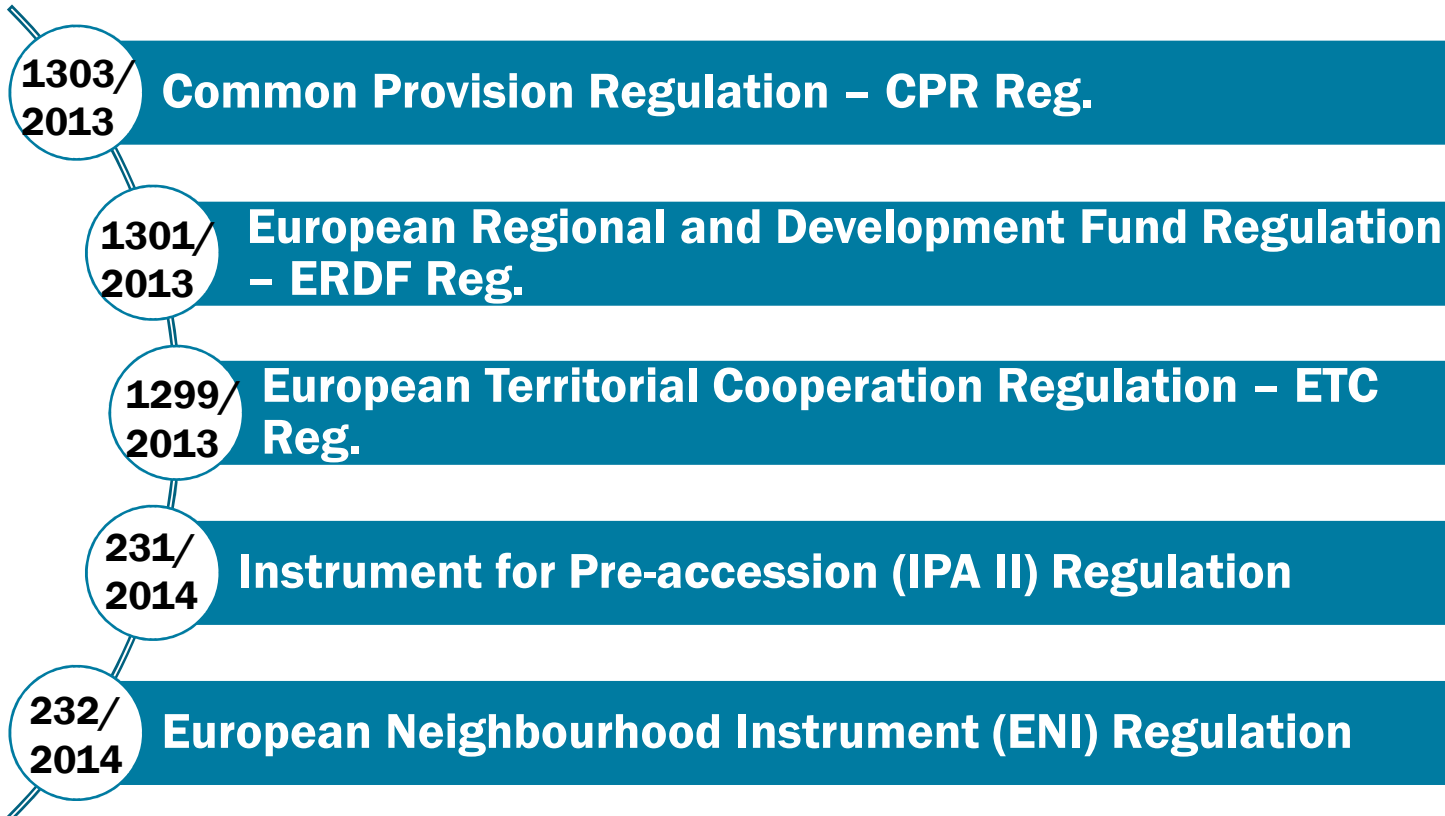 1303/
2013
Common Provision Regulation – CPR Reg.
1301/
2013
European Regional and Development Fund Regulation
– ERDF Reg.
1299/
2013
European Territorial Cooperation Regulation – ETC
Reg.
231/
2014
Instrument for Pre-accession (IPA II) Regulation
232/
2014
European Neighbourhood Instrument (ENI) Regulation